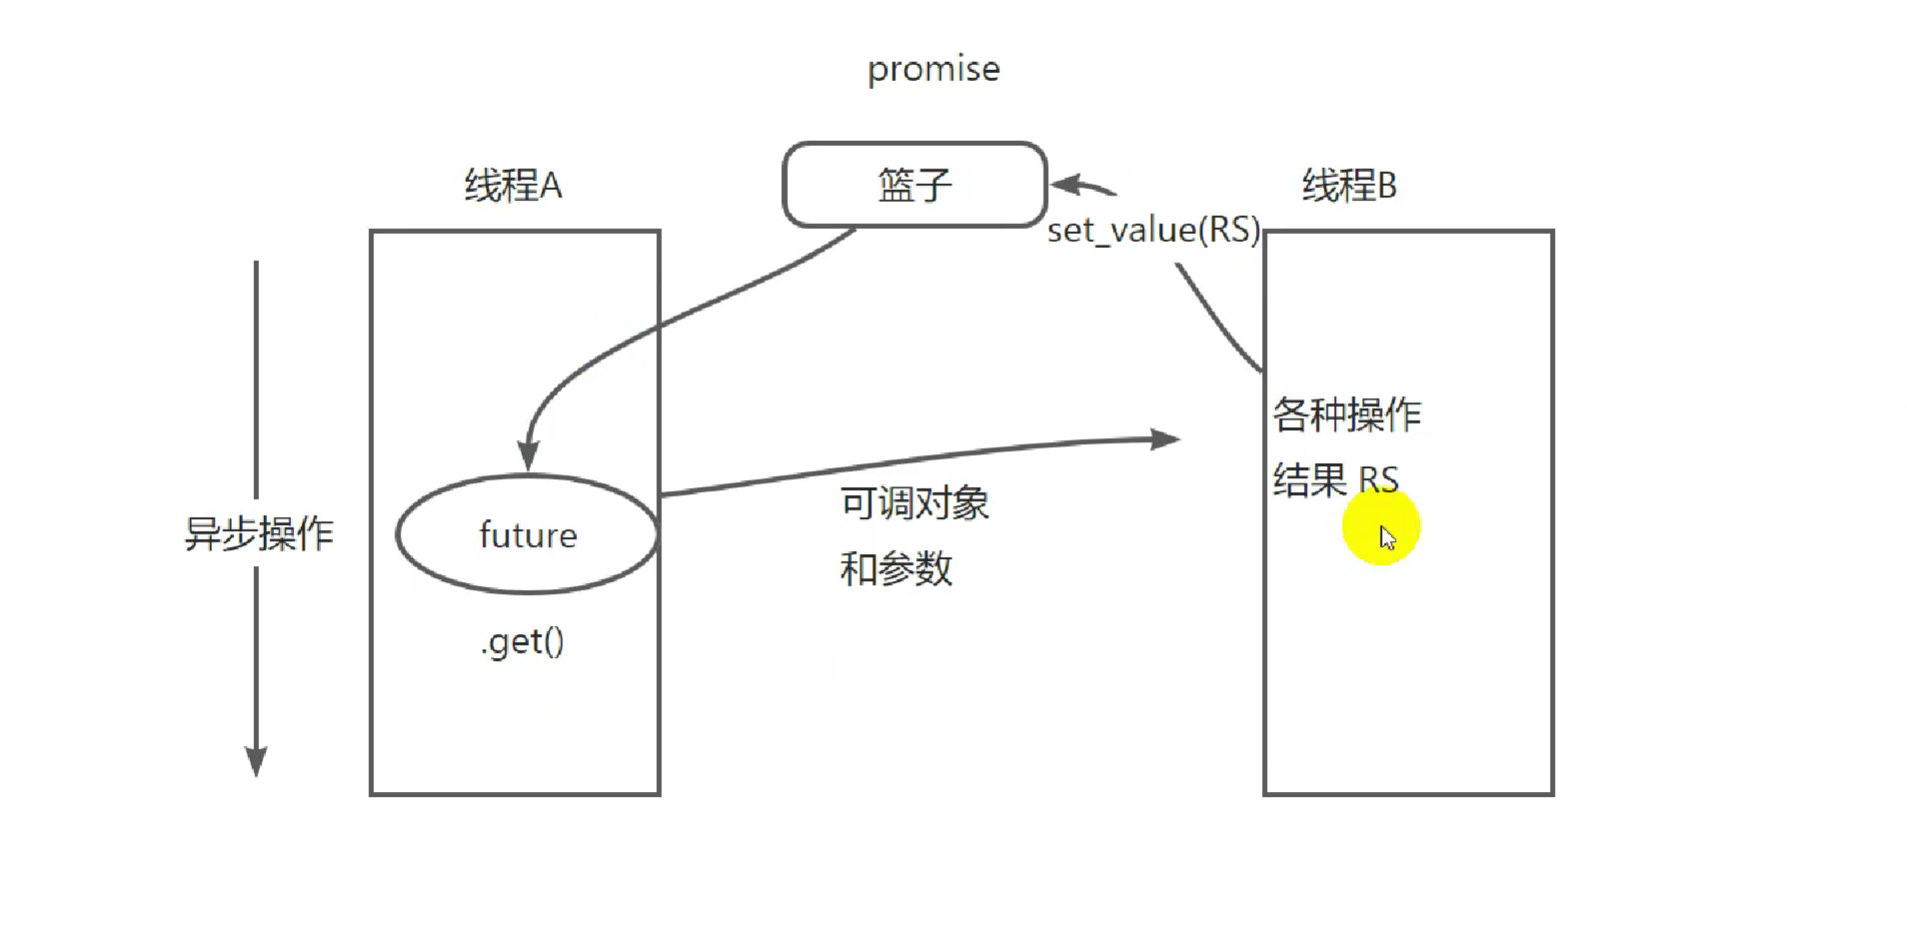 promise
线程A
篮子
线程B
set_value(RS)
各种操作
结果 RS
可调对象
和参数
异步操作
future
.get()